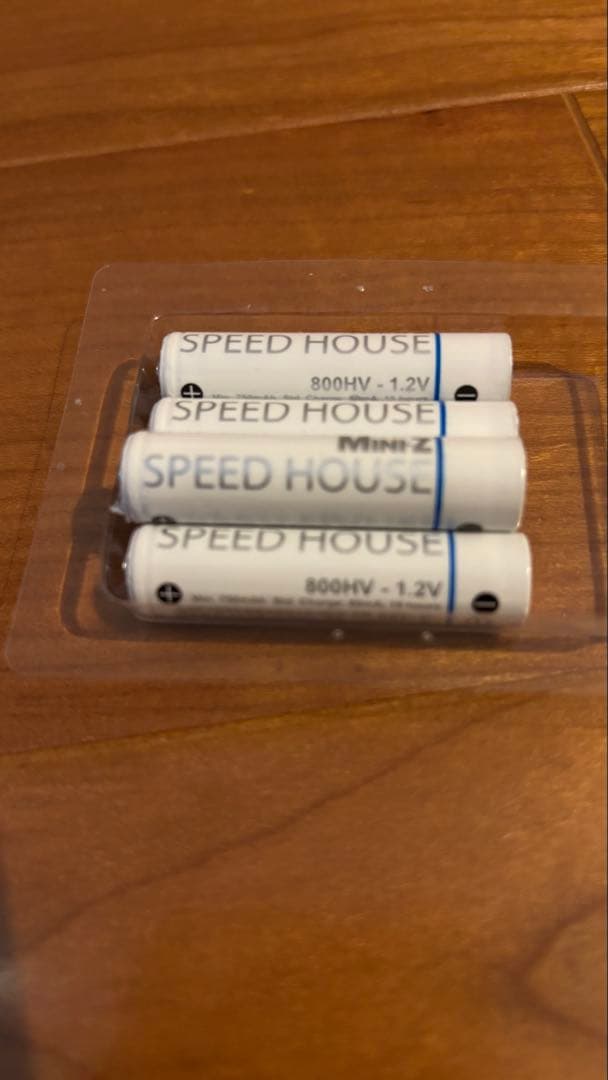 SPEED HOUSE
800HV - 1.2V
SPEED HOUSE
MINI-Z
SPEED HOUSE
SPEED HOUSE
800HV - 1.2V